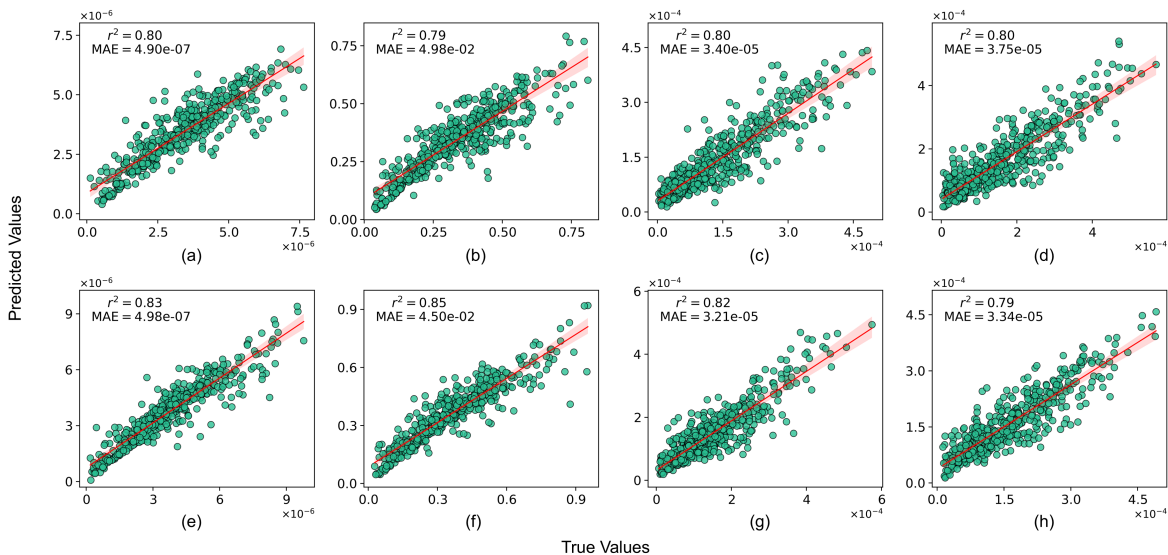 ×10⁻⁶
×10⁻⁴
×10⁻⁴
r² = 0.80
MAE = 4.90e-07
r² = 0.79
MAE = 4.98e-02
r² = 0.80
MAE = 3.40e-05
r² = 0.80
MAE = 3.75e-05
7.5
5.0
2.5
0.0
0.75
0.50
0.25
0.00
4.5
3.0
1.5
0.0
4
2
0
0.0 2.5 5.0 7.5
×10⁻⁶
0.00 0.25 0.50 0.75
0.0 1.5 3.0 4.5
×10⁻⁴
0 2 4
×10⁻⁴
(a) (b) (c) (d)
Predicted Values
×10⁻⁶
×10⁻⁴
×10⁻⁴
r² = 0.83
MAE = 4.98e-07
r² = 0.85
MAE = 4.50e-02
r² = 0.82
MAE = 3.21e-05
r² = 0.79
MAE = 3.34e-05
9
6
3
0
0.9
0.6
0.3
0.0
6
4
2
0
4.5
3.0
1.5
0.0
0 3 6 9
×10⁻⁶
0.0 0.3 0.6 0.9
0 2 4 6
×10⁻⁴
0.0 1.5 3.0 4.5
×10⁻⁴
(e) (f) (g) (h)
True Values